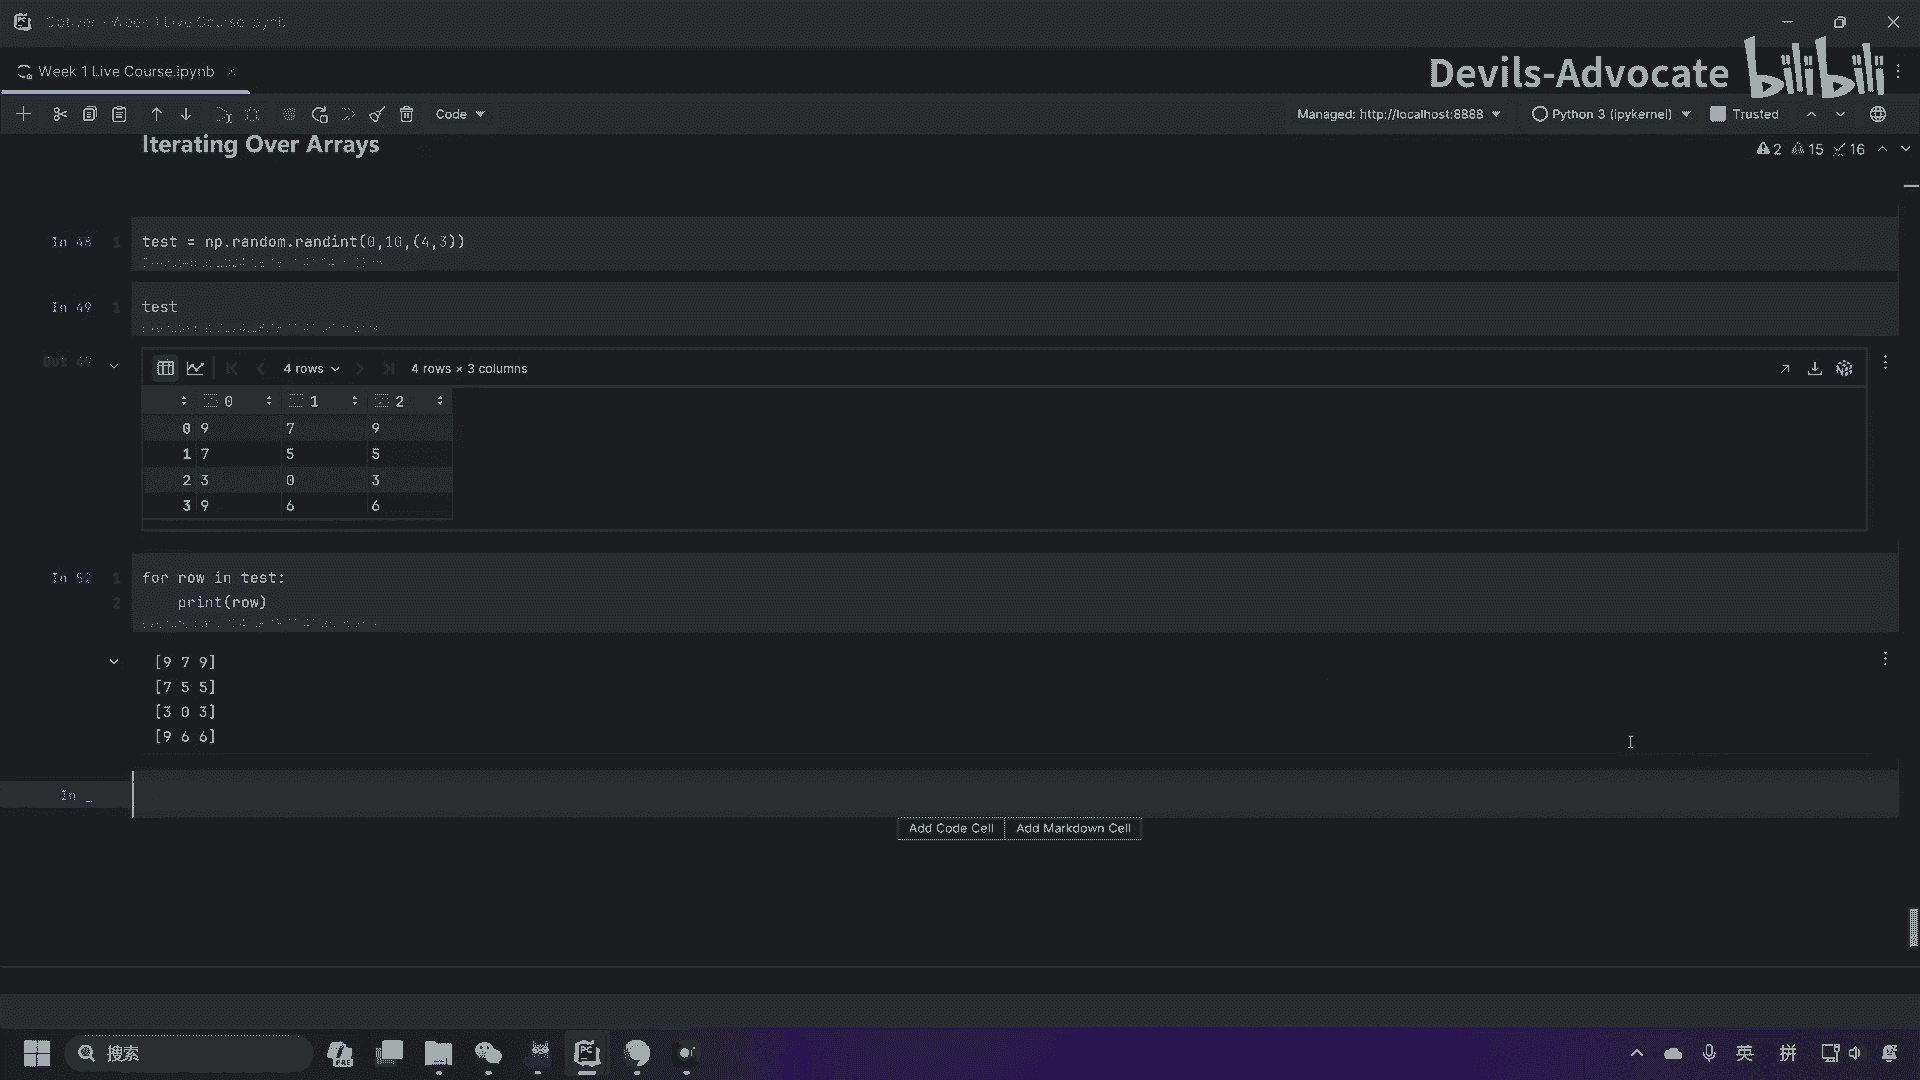 Week 1 Live Course.ipynb
Devils-Advocate bilibili
Code
Managed: http://localhost:8888
Python 3 (ipykernel)
Trusted
Iterating Over Arrays
2 15 16
In 48 1 test = np.random.randint(0,10,(4,3))
In 49 1 test
Out 49
4 rows
4 rows × 3 columns
0 1 2
0 9 7 9
1 7 5 5
2 3 0 3
3 9 6 6
In 52 1 for row in test:
2 print(row)
[9 7 9]
[7 5 5]
[3 0 3]
[9 6 6]
In _
Add Code Cell Add Markdown Cell
搜索
PRE
PC
英 拼